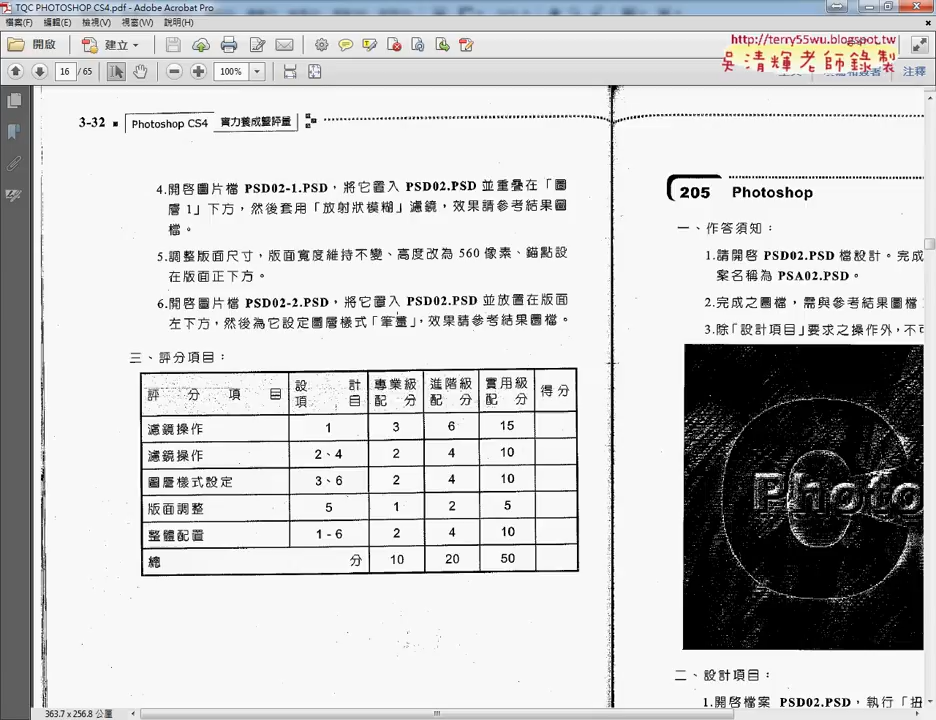 TQC PHOTOSHOP CS4.pdf - Adobe Acrobat Pro
檔案(F) 編輯(E) 檢視(V) 視窗(W) 說明(H)
http://terry55wu.blogspot.tw
吳清輝老師錄製
開啟 建立
16 / 65 100% 註釋
3-32 ■ Photoshop CS4 實力養成暨評量
4.開啟圖片檔 PSD02-1.PSD，將它置入 PSD02.PSD 並重疊在「圖
層 1」下方，然後套用「放射狀模糊」濾鏡，效果請參考結果圖
檔。
5.調整版面尺寸，版面寬度維持不變、高度改為 560 像素、錨點設
在版面正下方。
6.開啟圖片檔 PSD02-2.PSD，將它置入 PSD02.PSD 並放置在版面
左下方，然後為它設定圖層樣式「筆畫」，效果請參考結果圖檔。
三、評分項目：
評分項目 設計項目 專業級配分 進階級配分 實用級配分 得分
濾鏡操作 1 3 6 15
濾鏡操作 2、4 2 4 10
圖層樣式設定 3、6 2 4 10
版面調整 5 1 2 5
整體配置 1-6 2 4 10
總分 10 20 50
205 Photoshop
一、作答須知：
1.請開啟 PSD02.PSD 檔設計。完成
案名稱為 PSA02.PSD。
2.完成之圖檔，需與參考結果圖檔
3.除「設計項目」要求之操作外，不可
Photo
二、設計項目：
1.開啟檔案 PSD02.PSD，執行「扭
363.7 x 256.8 公釐